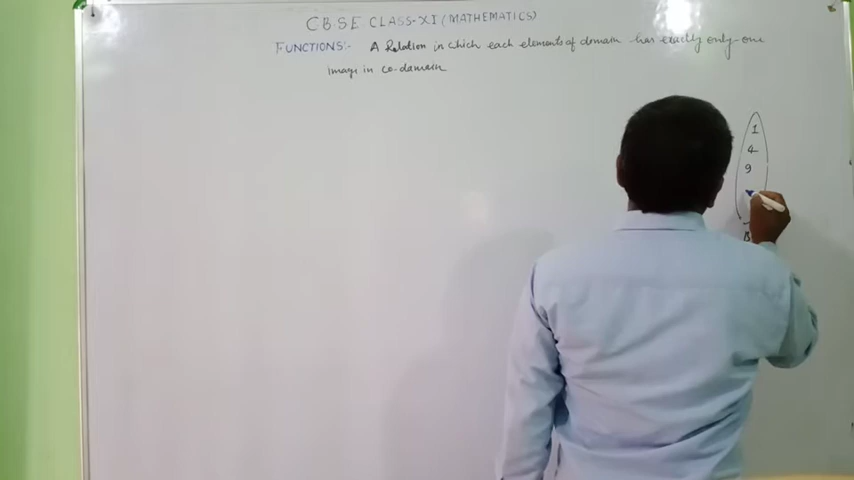 CBSE CLASS-XI (MATHEMATICS)
FUNCTIONS:- A Relation in which each elements of domain has exactly only-one
image in co-domain
1
4
9
B